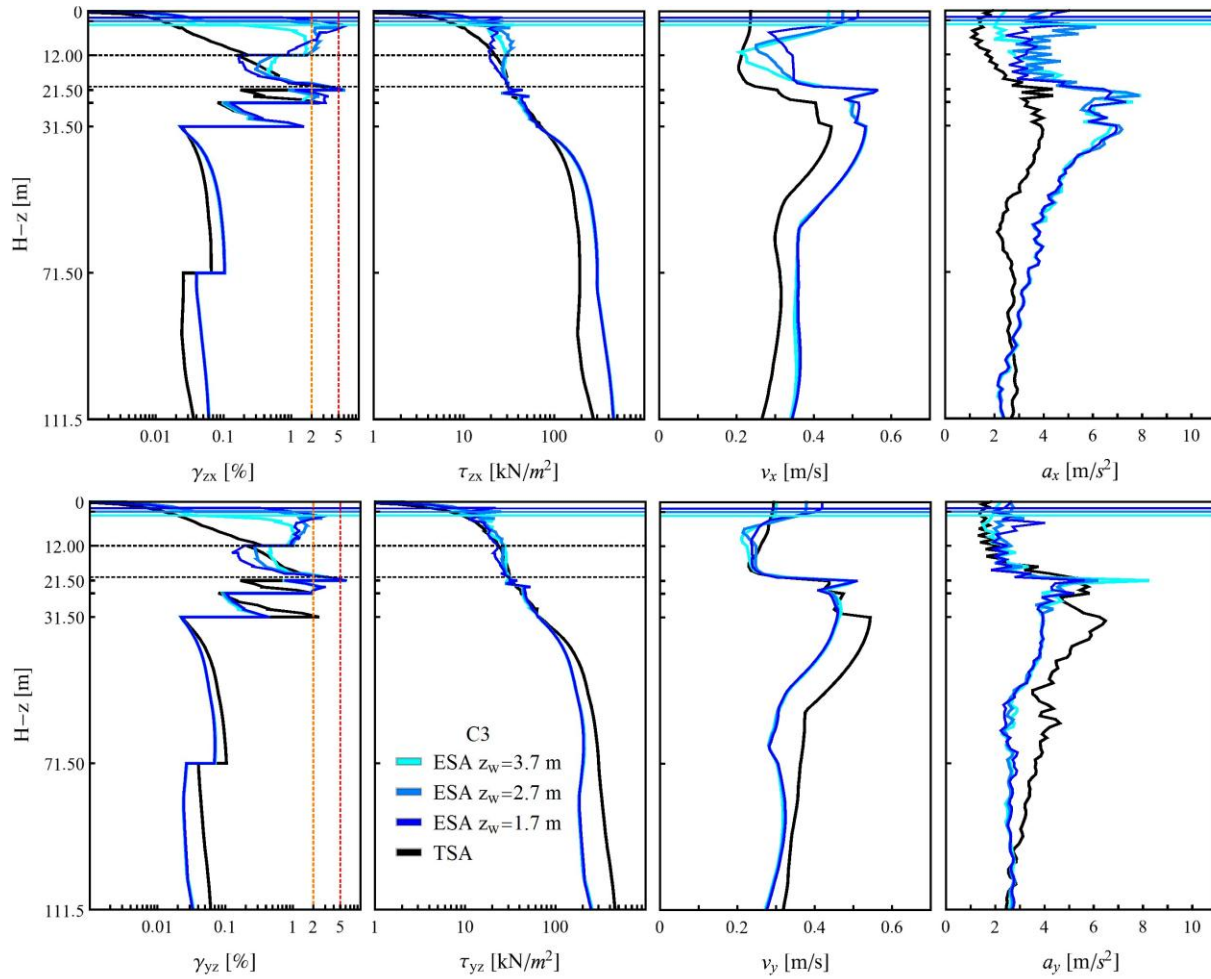 0
12.00
21.50
31.50
71.50
111.5
H−z [m]
0.01 0.1 1 2 5
γzx [%]
1 10 100
τzx [kN/m²]
0 0.2 0.4 0.6
vx [m/s]
0 2 4 6 8 10
ax [m/s²]
0
12.00
21.50
31.50
71.50
111.5
H−z [m]
0.01 0.1 1 2 5
γyz [%]
C3
ESA zw=3.7 m
ESA zw=2.7 m
ESA zw=1.7 m
TSA
1 10 100
τyz [kN/m²]
0 0.2 0.4 0.6
vy [m/s]
0 2 4 6 8 10
ay [m/s²]